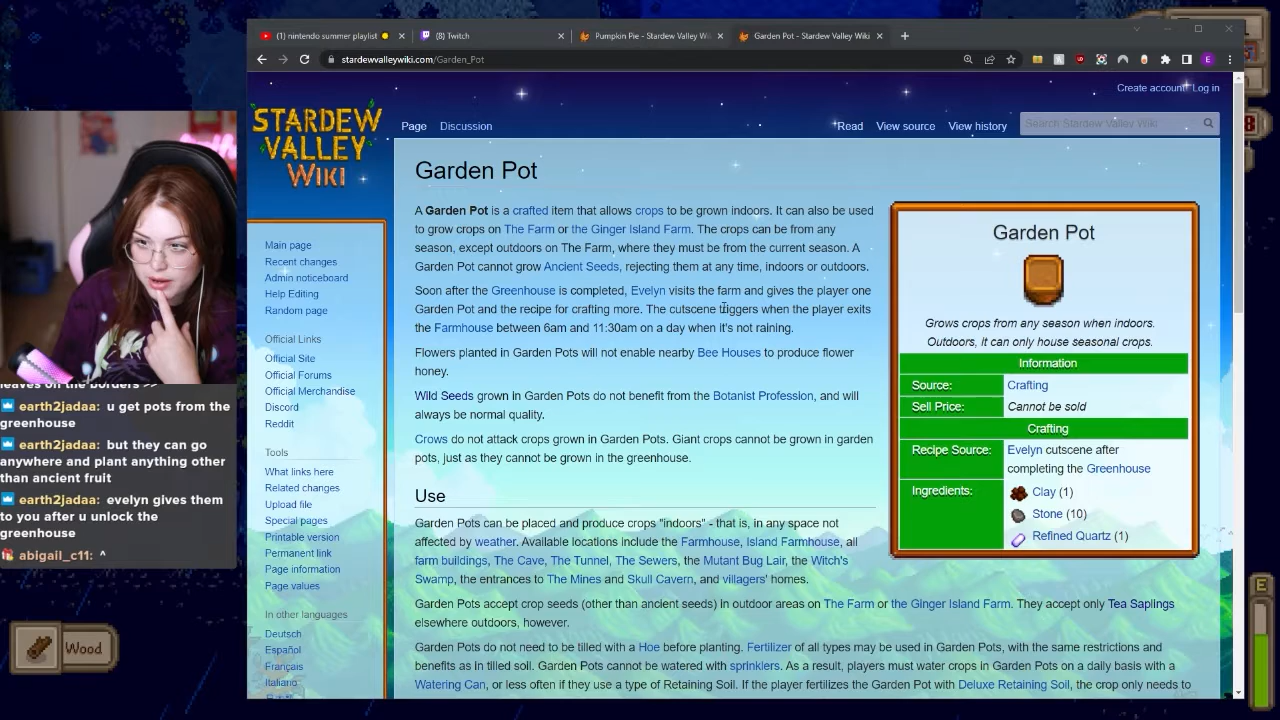 (1) nintendo summer playlist
(8) Twitch
Pumpkin Pie - Stardew Valley Wi
Garden Pot - Stardew Valley Wiki
stardewvalleywiki.com/Garden_Pot
E
Create account Log in
STARDEW
VALLEY
WIKI
Page
Discussion
Read
View source
View history
Search Stardew Valley Wiki
Garden Pot
A Garden Pot is a crafted item that allows crops to be grown indoors. It can also be used
to grow crops on The Farm or the Ginger Island Farm. The crops can be from any
season, except outdoors on The Farm, where they must be from the current season. A
Garden Pot cannot grow Ancient Seeds, rejecting them at any time, indoors or outdoors.
Soon after the Greenhouse is completed, Evelyn visits the farm and gives the player one
Garden Pot and the recipe for crafting more. The cutscene triggers when the player exits
the Farmhouse between 6am and 11:30am on a day when it's not raining.
Flowers planted in Garden Pots will not enable nearby Bee Houses to produce flower
honey.
Wild Seeds grown in Garden Pots do not benefit from the Botanist Profession, and will
always be normal quality.
Crows do not attack crops grown in Garden Pots. Giant crops cannot be grown in garden
pots, just as they cannot be grown in the greenhouse.
Use
Garden Pots can be placed and produce crops "indoors" - that is, in any space not
affected by weather. Available locations include the Farmhouse, Island Farmhouse, all
farm buildings, The Cave, The Tunnel, The Sewers, the Mutant Bug Lair, the Witch's
Swamp, the entrances to The Mines and Skull Cavern, and villagers' homes.
Garden Pots accept crop seeds (other than ancient seeds) in outdoor areas on The Farm or the Ginger Island Farm. They accept only Tea Saplings
elsewhere outdoors, however.
Garden Pots do not need to be tilled with a Hoe before planting. Fertilizer of all types may be used in Garden Pots, with the same restrictions and
benefits as in tilled soil. Garden Pots cannot be watered with sprinklers. As a result, players must water crops in Garden Pots on a daily basis with a
Watering Can, or less often if they use a type of Retaining Soil. If the player fertilizes the Garden Pot with Deluxe Retaining Soil, the crop only needs to
Garden Pot
Grows crops from any season when indoors.
Outdoors, it can only house seasonal crops.
Information
Source:
Crafting
Sell Price:
Cannot be sold
Crafting
Recipe Source:
Evelyn cutscene after
completing the Greenhouse
Ingredients:
Clay (1)
Stone (10)
Refined Quartz (1)
Main page
Recent changes
Admin noticeboard
Help Editing
Random page
Official Links
Official Site
Official Forums
Official Merchandise
Discord
Reddit
Tools
What links here
Related changes
Upload file
Special pages
Printable version
Permanent link
Page information
Page values
In other languages
Deutsch
Español
Français
Italiano
leaves on the borders >>
earth2jadaa: u get pots from the
greenhouse
earth2jadaa: but they can go
anywhere and plant anything other
than ancient fruit
earth2jadaa: evelyn gives them
to you after u unlock the
greenhouse
abigail_c11: ^
Wood
8
E